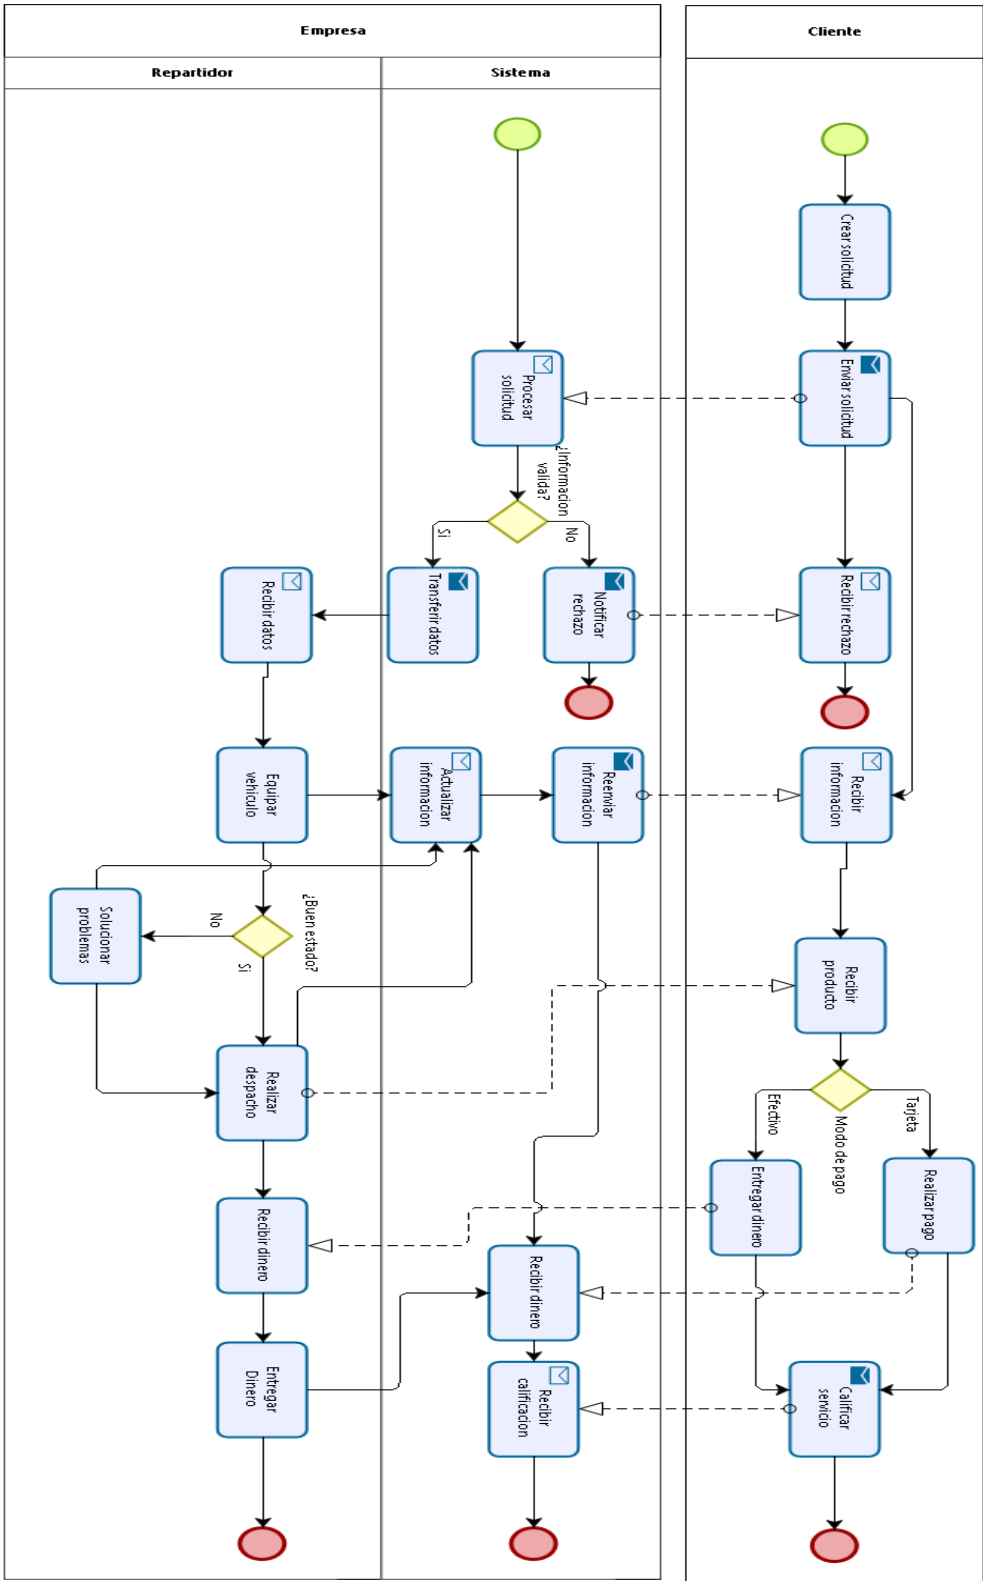 Empresa
Cliente
Repartidor
Sistema
Crear solicitud
Enviar solicitud
Procesar
solicitud
¿Informacion
valida?
No
Si
Recibir datos
Transferir datos
Notificar
rechazo
Recibir rechazo
Equipar
vehiculo
Actualizar
informacion
Reenviar
informacion
Recibir
informacion
¿Buen estado?
No
Si
Solucionar
problemas
Recibir
producto
Realizar
despacho
Modo de pago
Efectivo
Tarjeta
Entregar dinero
Realizar pago
Recibir dinero
Recibir dinero
Entregar
Dinero
Recibir
calificacion
Calificar
servicio